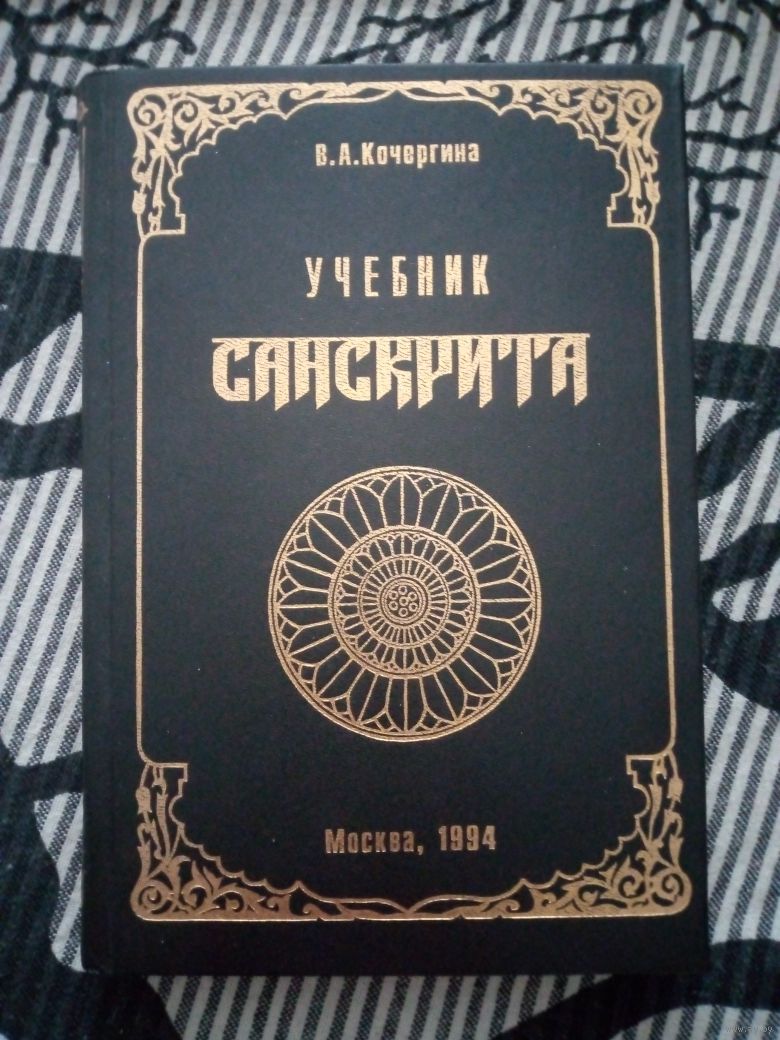 В.А.Кочергина
УЧЕБНИК
САНСКРИТА
Москва, 1994